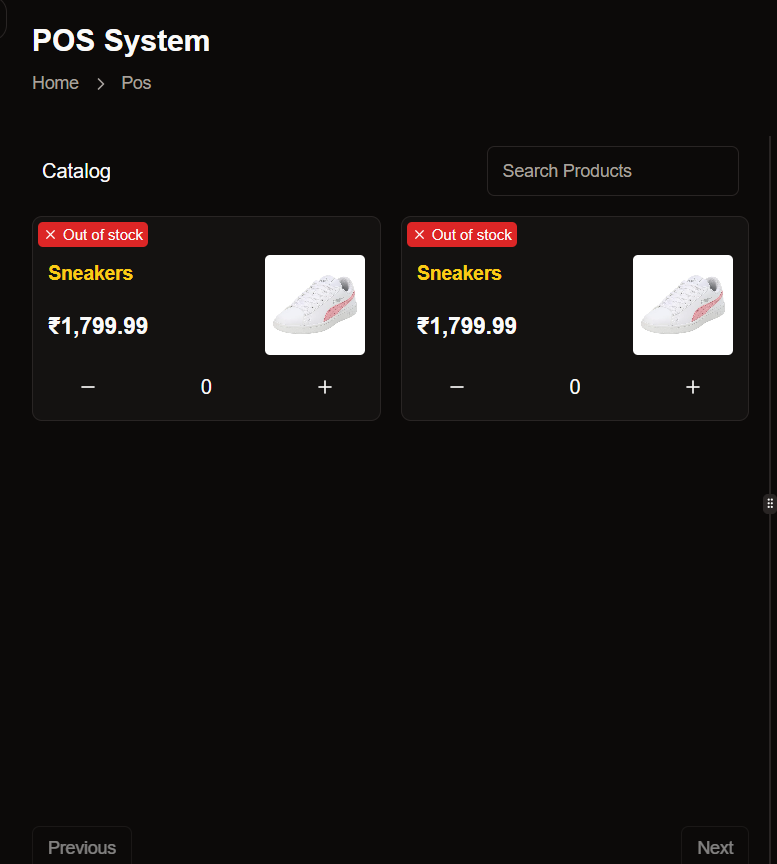 POS System
Home > Pos
Catalog
Search Products
Out of stock
Sneakers
₹1,799.99
0
Out of stock
Sneakers
₹1,799.99
0
Previous
Next